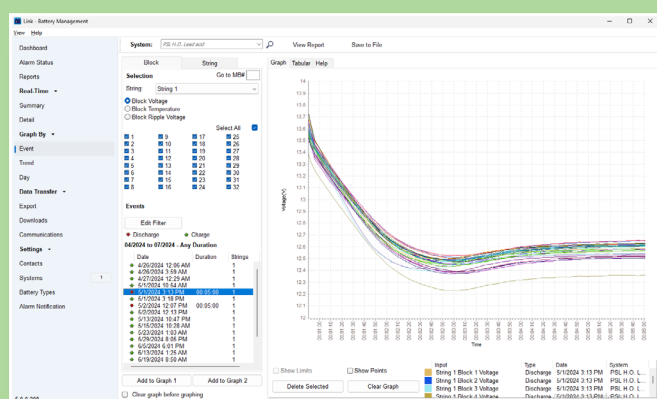 Link - Battery Management
View Help
Dashboard
Alarm Status
Reports
Real-Time
Summary
Detail
Graph By
Event
Trend
Day
Data Transfer
Export
Downloads
Communications
Settings
Contacts
Systems 1
Battery Types
Alarm Notification
System: PSL H.O. Lead acid
View Report
Save to File
Block String
Selection Go to MB#
String: String 1
Block Voltage
Block Temperature
Block Ripple Voltage
Select All
1 9 17 25
2 10 18 26
3 11 19 27
4 12 20 28
5 13 21 29
6 14 22 30
7 15 23 31
8 16 24 32
Events
Edit Filter
Discharge Charge
04/2024 to 07/2024 - Any Duration
Date Duration Strings
4/26/2024 12:06 AM 1
4/26/2024 3:59 AM 1
4/27/2024 12:29 AM 1
5/1/2024 10:54 AM 1
5/1/2024 3:13 PM 00:05:00 1
5/1/2024 3:18 PM 1
5/2/2024 12:07 PM 00:05:00 1
5/2/2024 12:13 PM 1
5/13/2024 10:47 PM 1
5/15/2024 10:28 AM 1
5/23/2024 1:03 AM 1
5/29/2024 8:05 PM 1
6/5/2024 6:01 PM 1
6/13/2024 1:25 AM 1
6/19/2024 8:50 AM 1
Add to Graph 1 Add to Graph 2
Clear graph before graphing
Graph Tabular Help
14
13.9
13.8
13.7
13.6
13.5
13.4
13.3
13.2
13.1
13
12.9
12.8
12.7
12.6
12.5
12.4
12.3
12.2
12.1
12
Voltage(V)
Time
Show Limits Show Points
Delete Selected Clear Graph
Input Type Date System
String 1 Block 1 Voltage Discharge 5/1/2024 3:13 PM PSL H.O. L...
String 1 Block 2 Voltage Discharge 5/1/2024 3:13 PM PSL H.O. L...
String 1 Block 3 Voltage Discharge 5/1/2024 3:13 PM PSL H.O. L...
String 1 Block 4 Voltage Discharge 5/1/2024 3:13 PM PSL H.O. L...